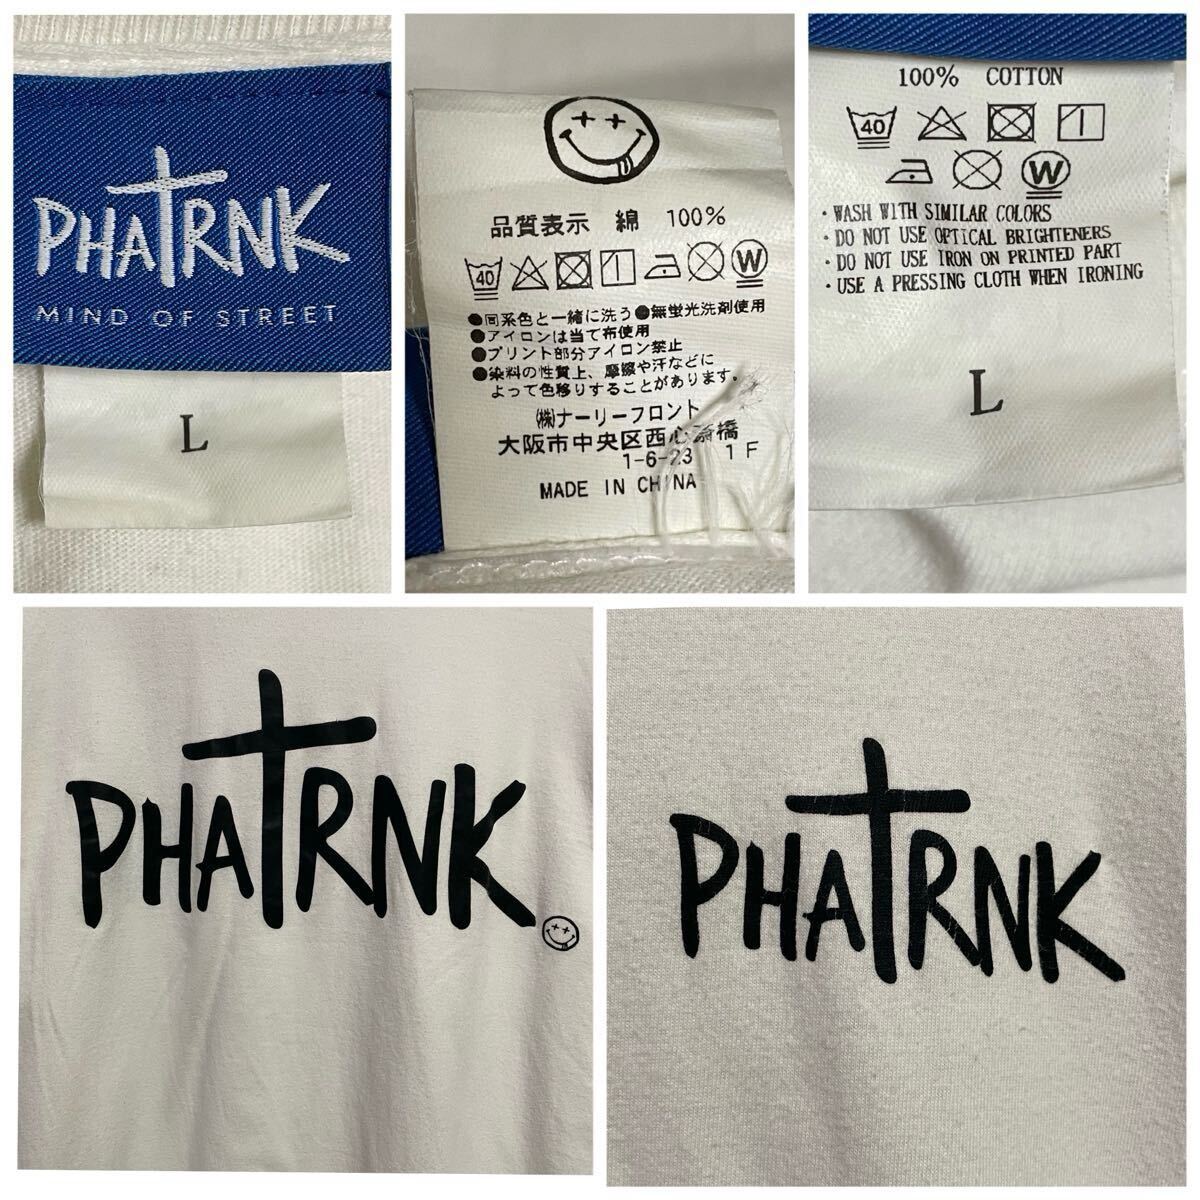 PHATRNK
MIND OF STREET
L
品質表示 綿 100%
40 W
●同系色と一緒に洗う●無蛍光洗剤使用
●アイロンは当て布使用
●プリント部分アイロン禁止
●染料の性質上、摩擦や汗などに
よって色移りすることがあります。
㈱ナーリーフロント
大阪市中央区西心斎橋
1-6-23 1F
MADE IN CHINA
100% COTTON
40
W
・WASH WITH SIMILAR COLORS
・DO NOT USE OPTICAL BRIGHTENERS
・DO NOT USE IRON ON PRINTED PART
・USE A PRESSING CLOTH WHEN IRONING
L
PHATRNK
PHATRNK